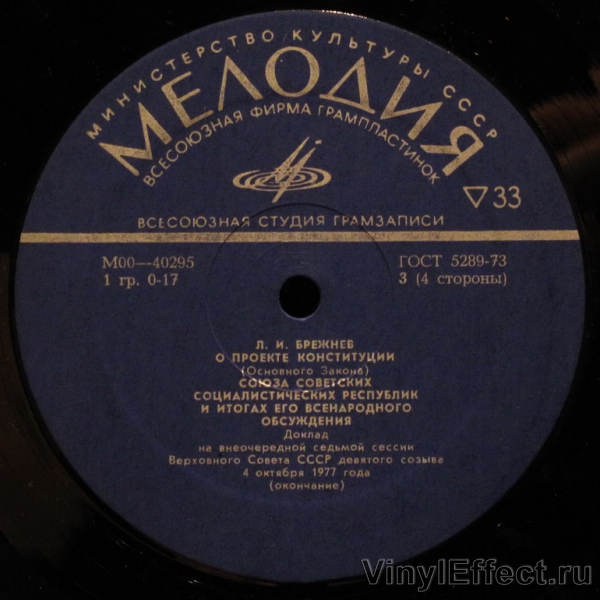 МИНИСТЕРСТВО КУЛЬТУРЫ СССР
МЕЛОДИЯ
ВСЕСОЮЗНАЯ ФИРМА ГРАМПЛАСТИНОК
▽33
ВСЕСОЮЗНАЯ СТУДИЯ ГРАМЗАПИСИ
М00—40295
ГОСТ 5289-73
1 гр. 0-17
3 (4 стороны)
Л. И. БРЕЖНЕВ
О ПРОЕКТЕ КОНСТИТУЦИИ
(Основного Закона)
СОЮЗА СОВЕТСКИХ
СОЦИАЛИСТИЧЕСКИХ РЕСПУБЛИК
И ИТОГАХ ЕГО ВСЕНАРОДНОГО
ОБСУЖДЕНИЯ
Доклад
на внеочередной седьмой сессии
Верховного Совета СССР девятого созыва
4 октября 1977 года
(окончание)
VinylEffect.ru